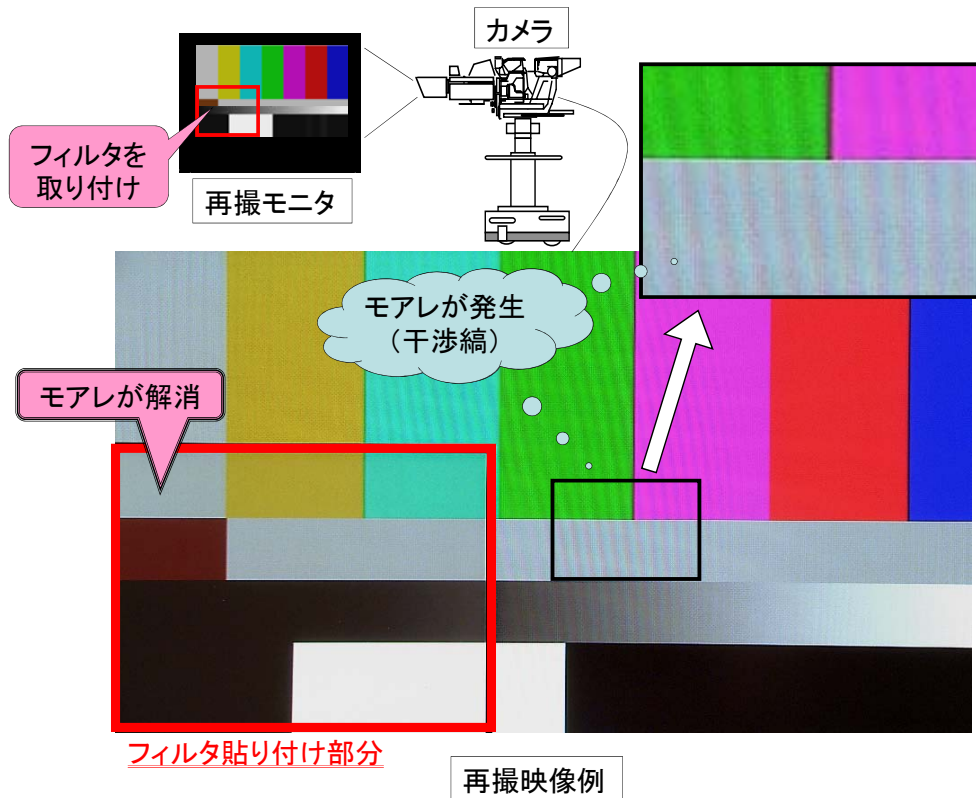 カメラ
フィルタを
取り付け
再撮モニタ
モアレが発生
（干渉縞）
モアレが解消
フィルタ貼り付け部分
再撮映像例